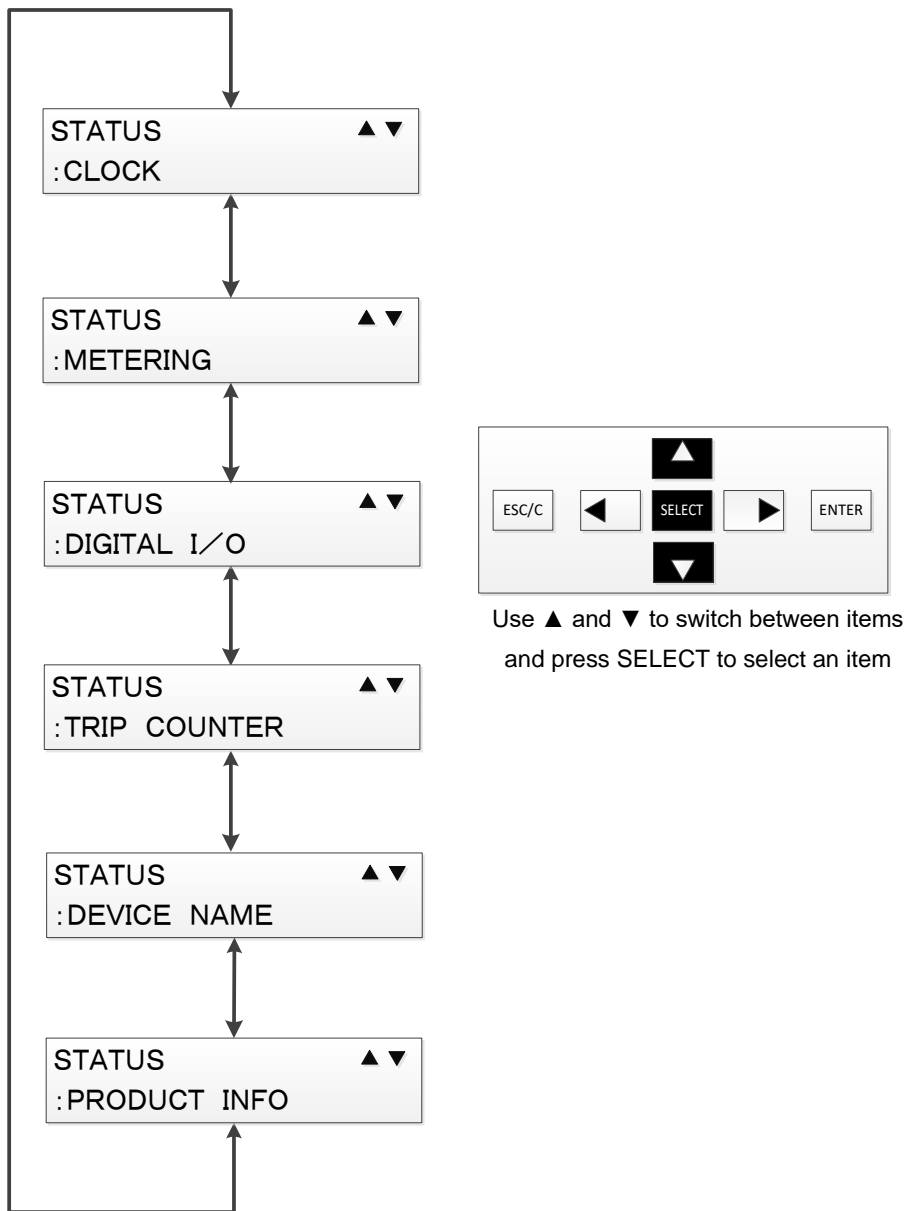 STATUS ▲ ▼
:CLOCK
STATUS ▲ ▼
:METERING
STATUS ▲ ▼
:DIGITAL I／O
STATUS ▲ ▼
:TRIP COUNTER
STATUS ▲ ▼
:DEVICE NAME
STATUS ▲ ▼
:PRODUCT INFO
ESC/C ◀ SELECT ▶ ENTER
Use ▲ and ▼ to switch between items
and press SELECT to select an item